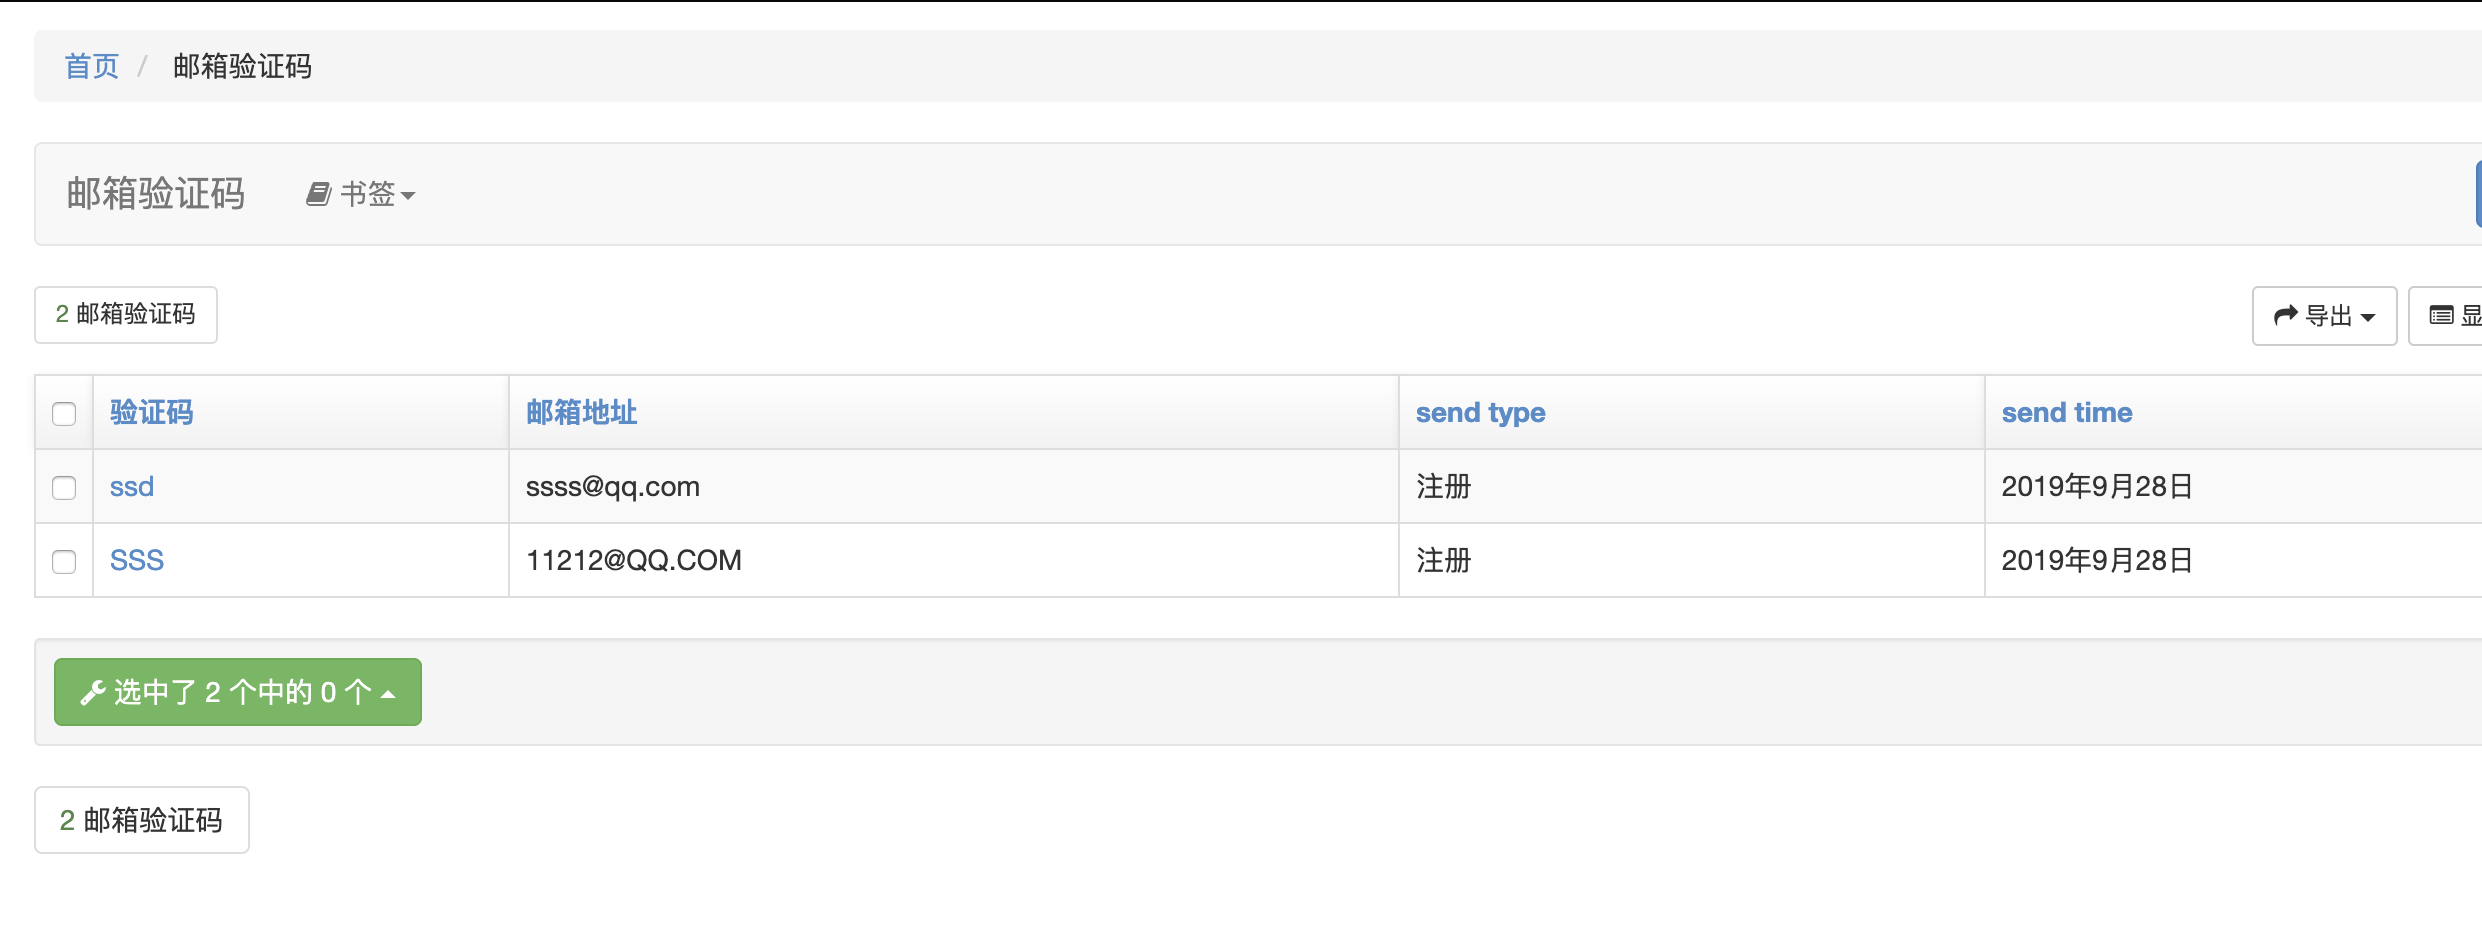 首页 / 邮箱验证码
邮箱验证码 书签
2 邮箱验证码 导出 显
验证码 邮箱地址 send type send time
ssd ssss@qq.com 注册 2019年9月28日
SSS 11212@QQ.COM 注册 2019年9月28日
选中了 2 个中的 0 个
2 邮箱验证码